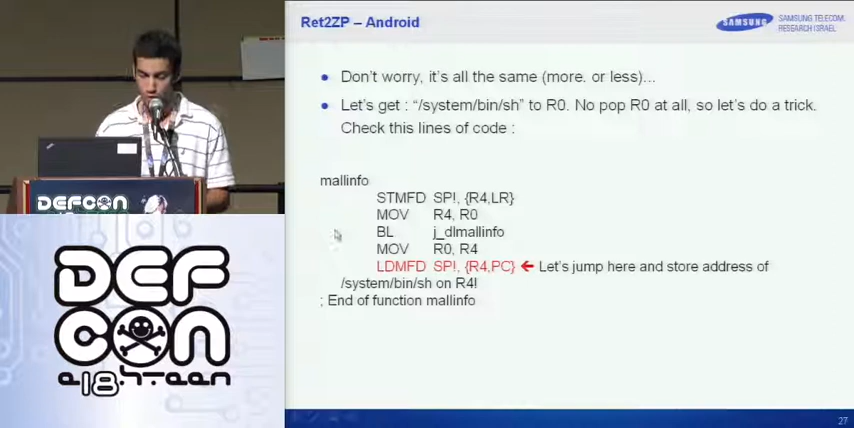 Ret2ZP – Android
SAMSUNG
SAMSUNG TELECOM.
RESEARCH ISRAEL
• Don't worry, it's all the same (more. or less)...
• Let's get : "/system/bin/sh" to R0. No pop R0 at all, so let's do a trick.
Check this lines of code :
mallinfo
STMFD SP!, {R4,LR}
MOV R4, R0
BL j_dlmallinfo
MOV R0, R4
LDMFD SP!, {R4,PC} ← Let's jump here and store address of
/system/bin/sh on R4!
; End of function mallinfo
27
DEFCON
DEF
CON